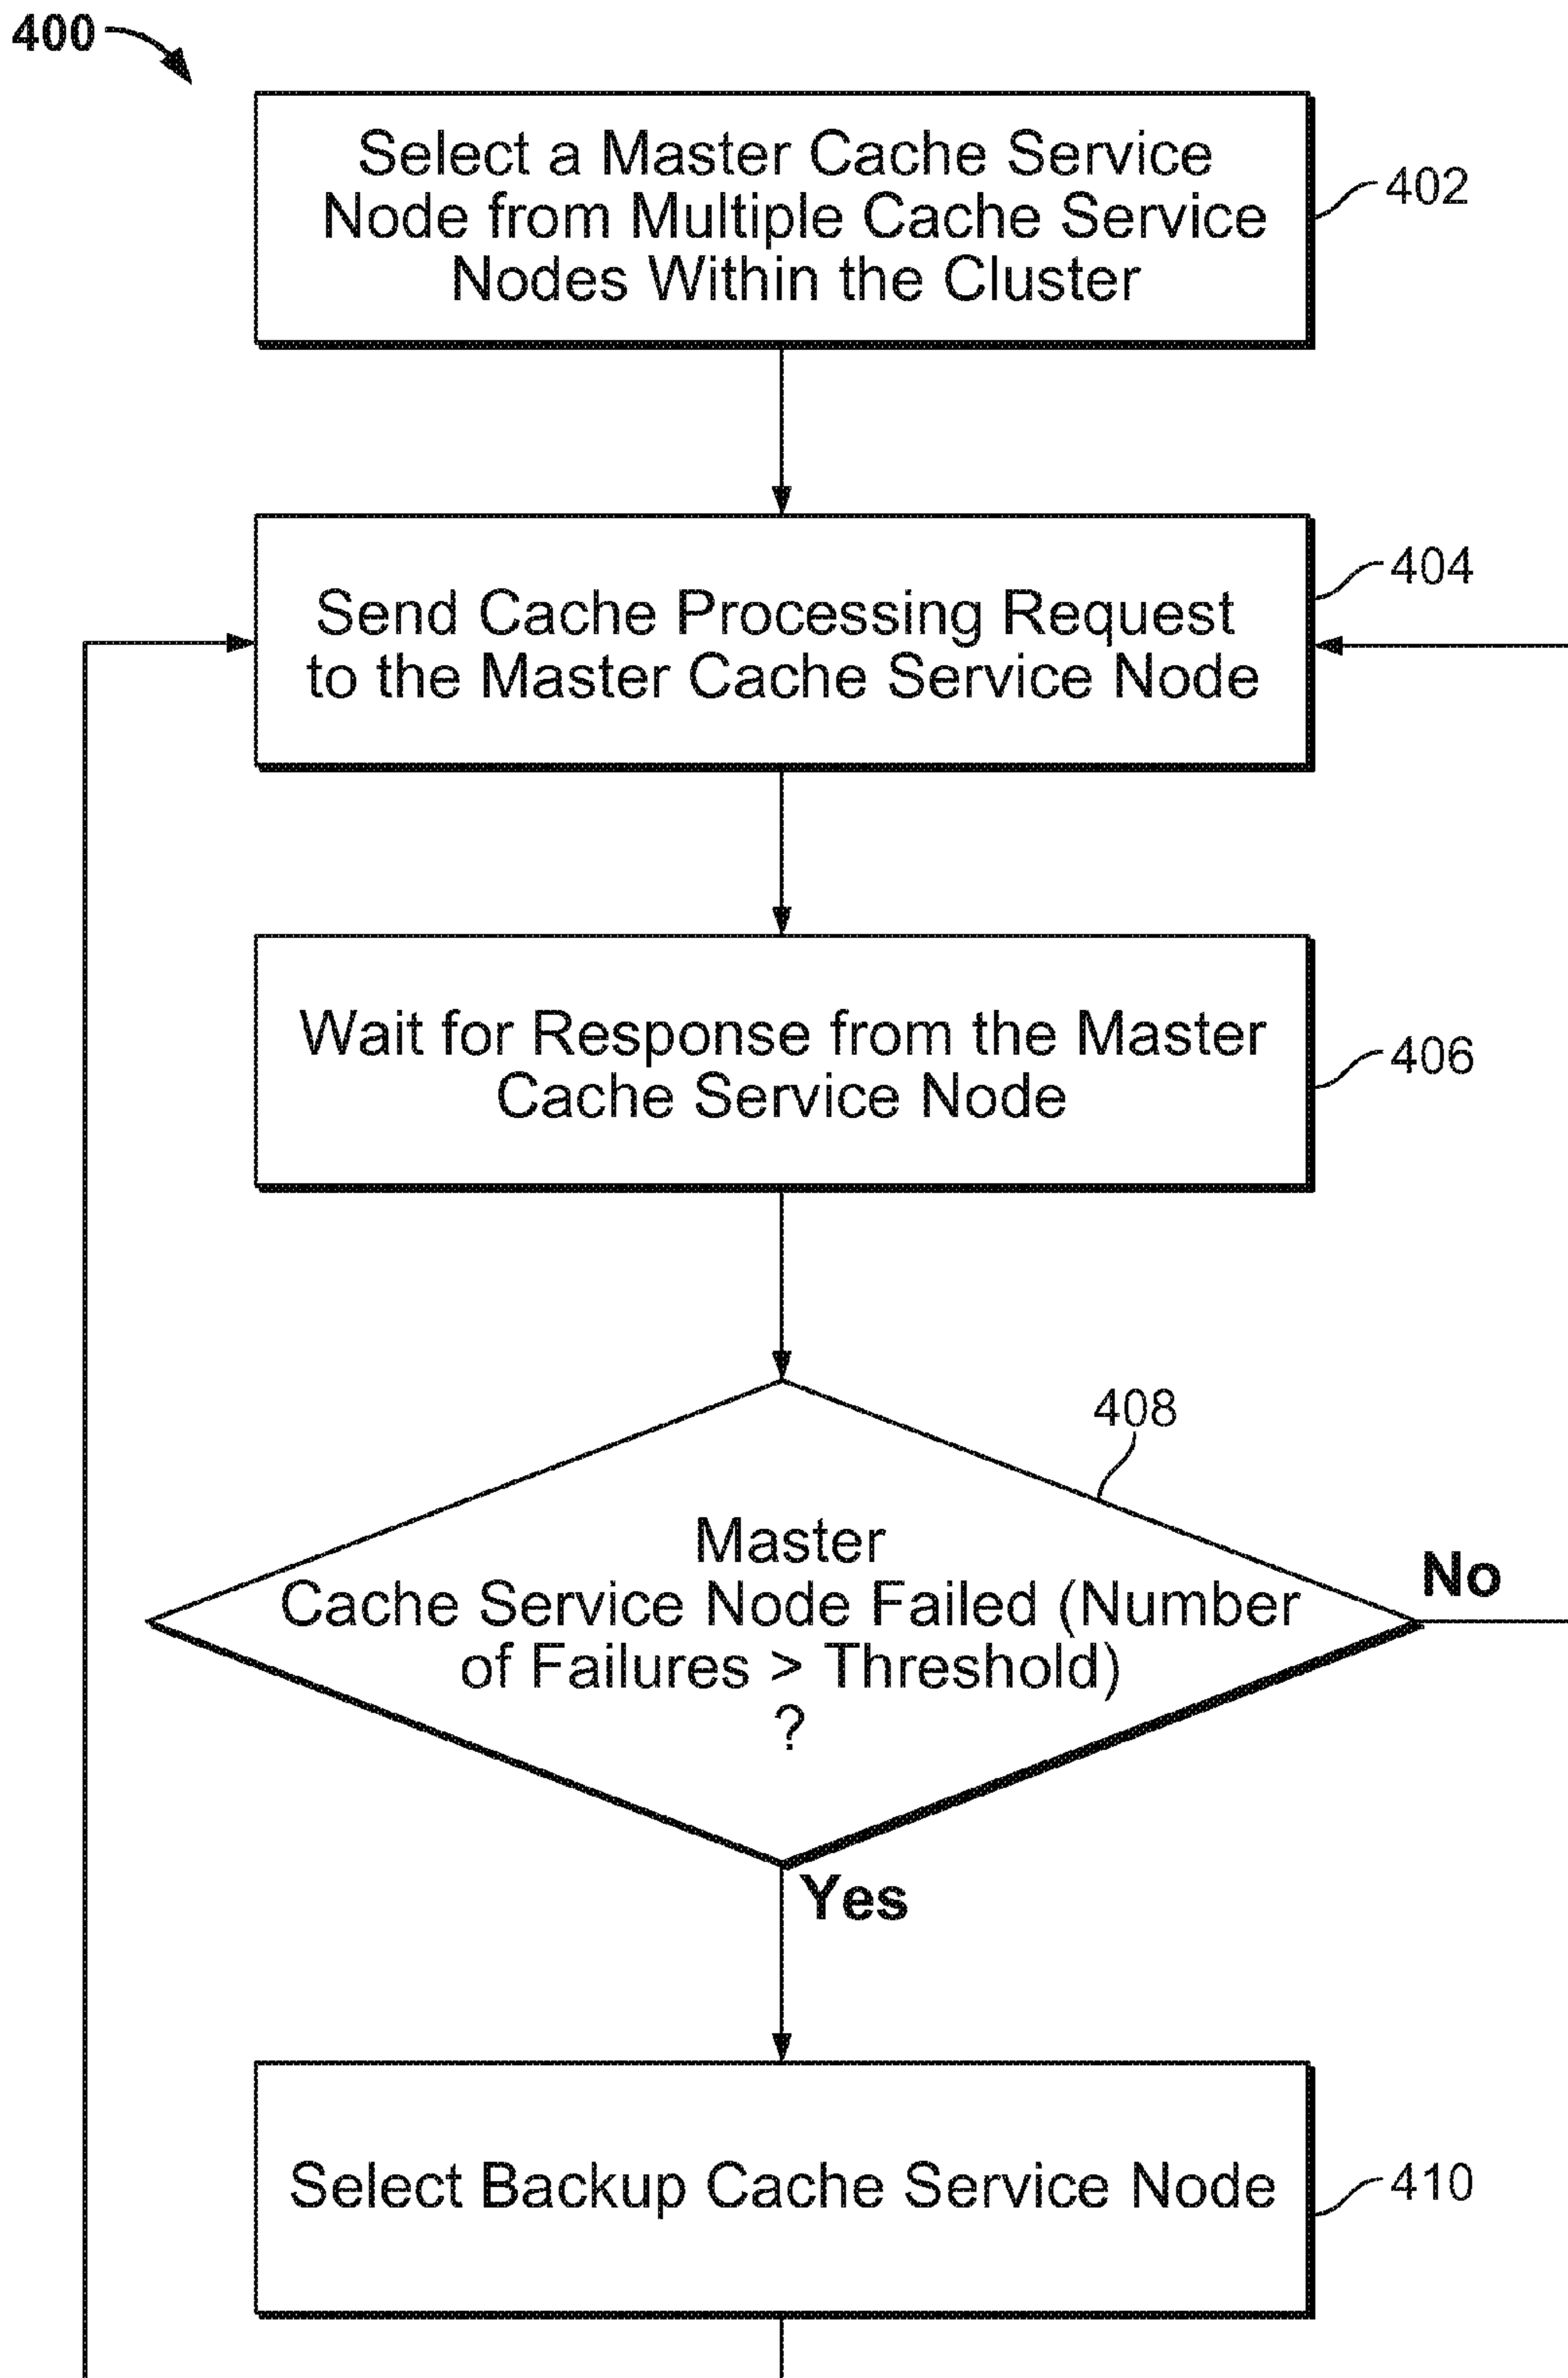 400
Select a Master Cache Service
Node from Multiple Cache Service
Nodes Within the Cluster
402
Send Cache Processing Request
to the Master Cache Service Node
404
Wait for Response from the Master
Cache Service Node
406
408
Master
Cache Service Node Failed (Number
of Failures > Threshold)
?
No
Yes
Select Backup Cache Service Node
410